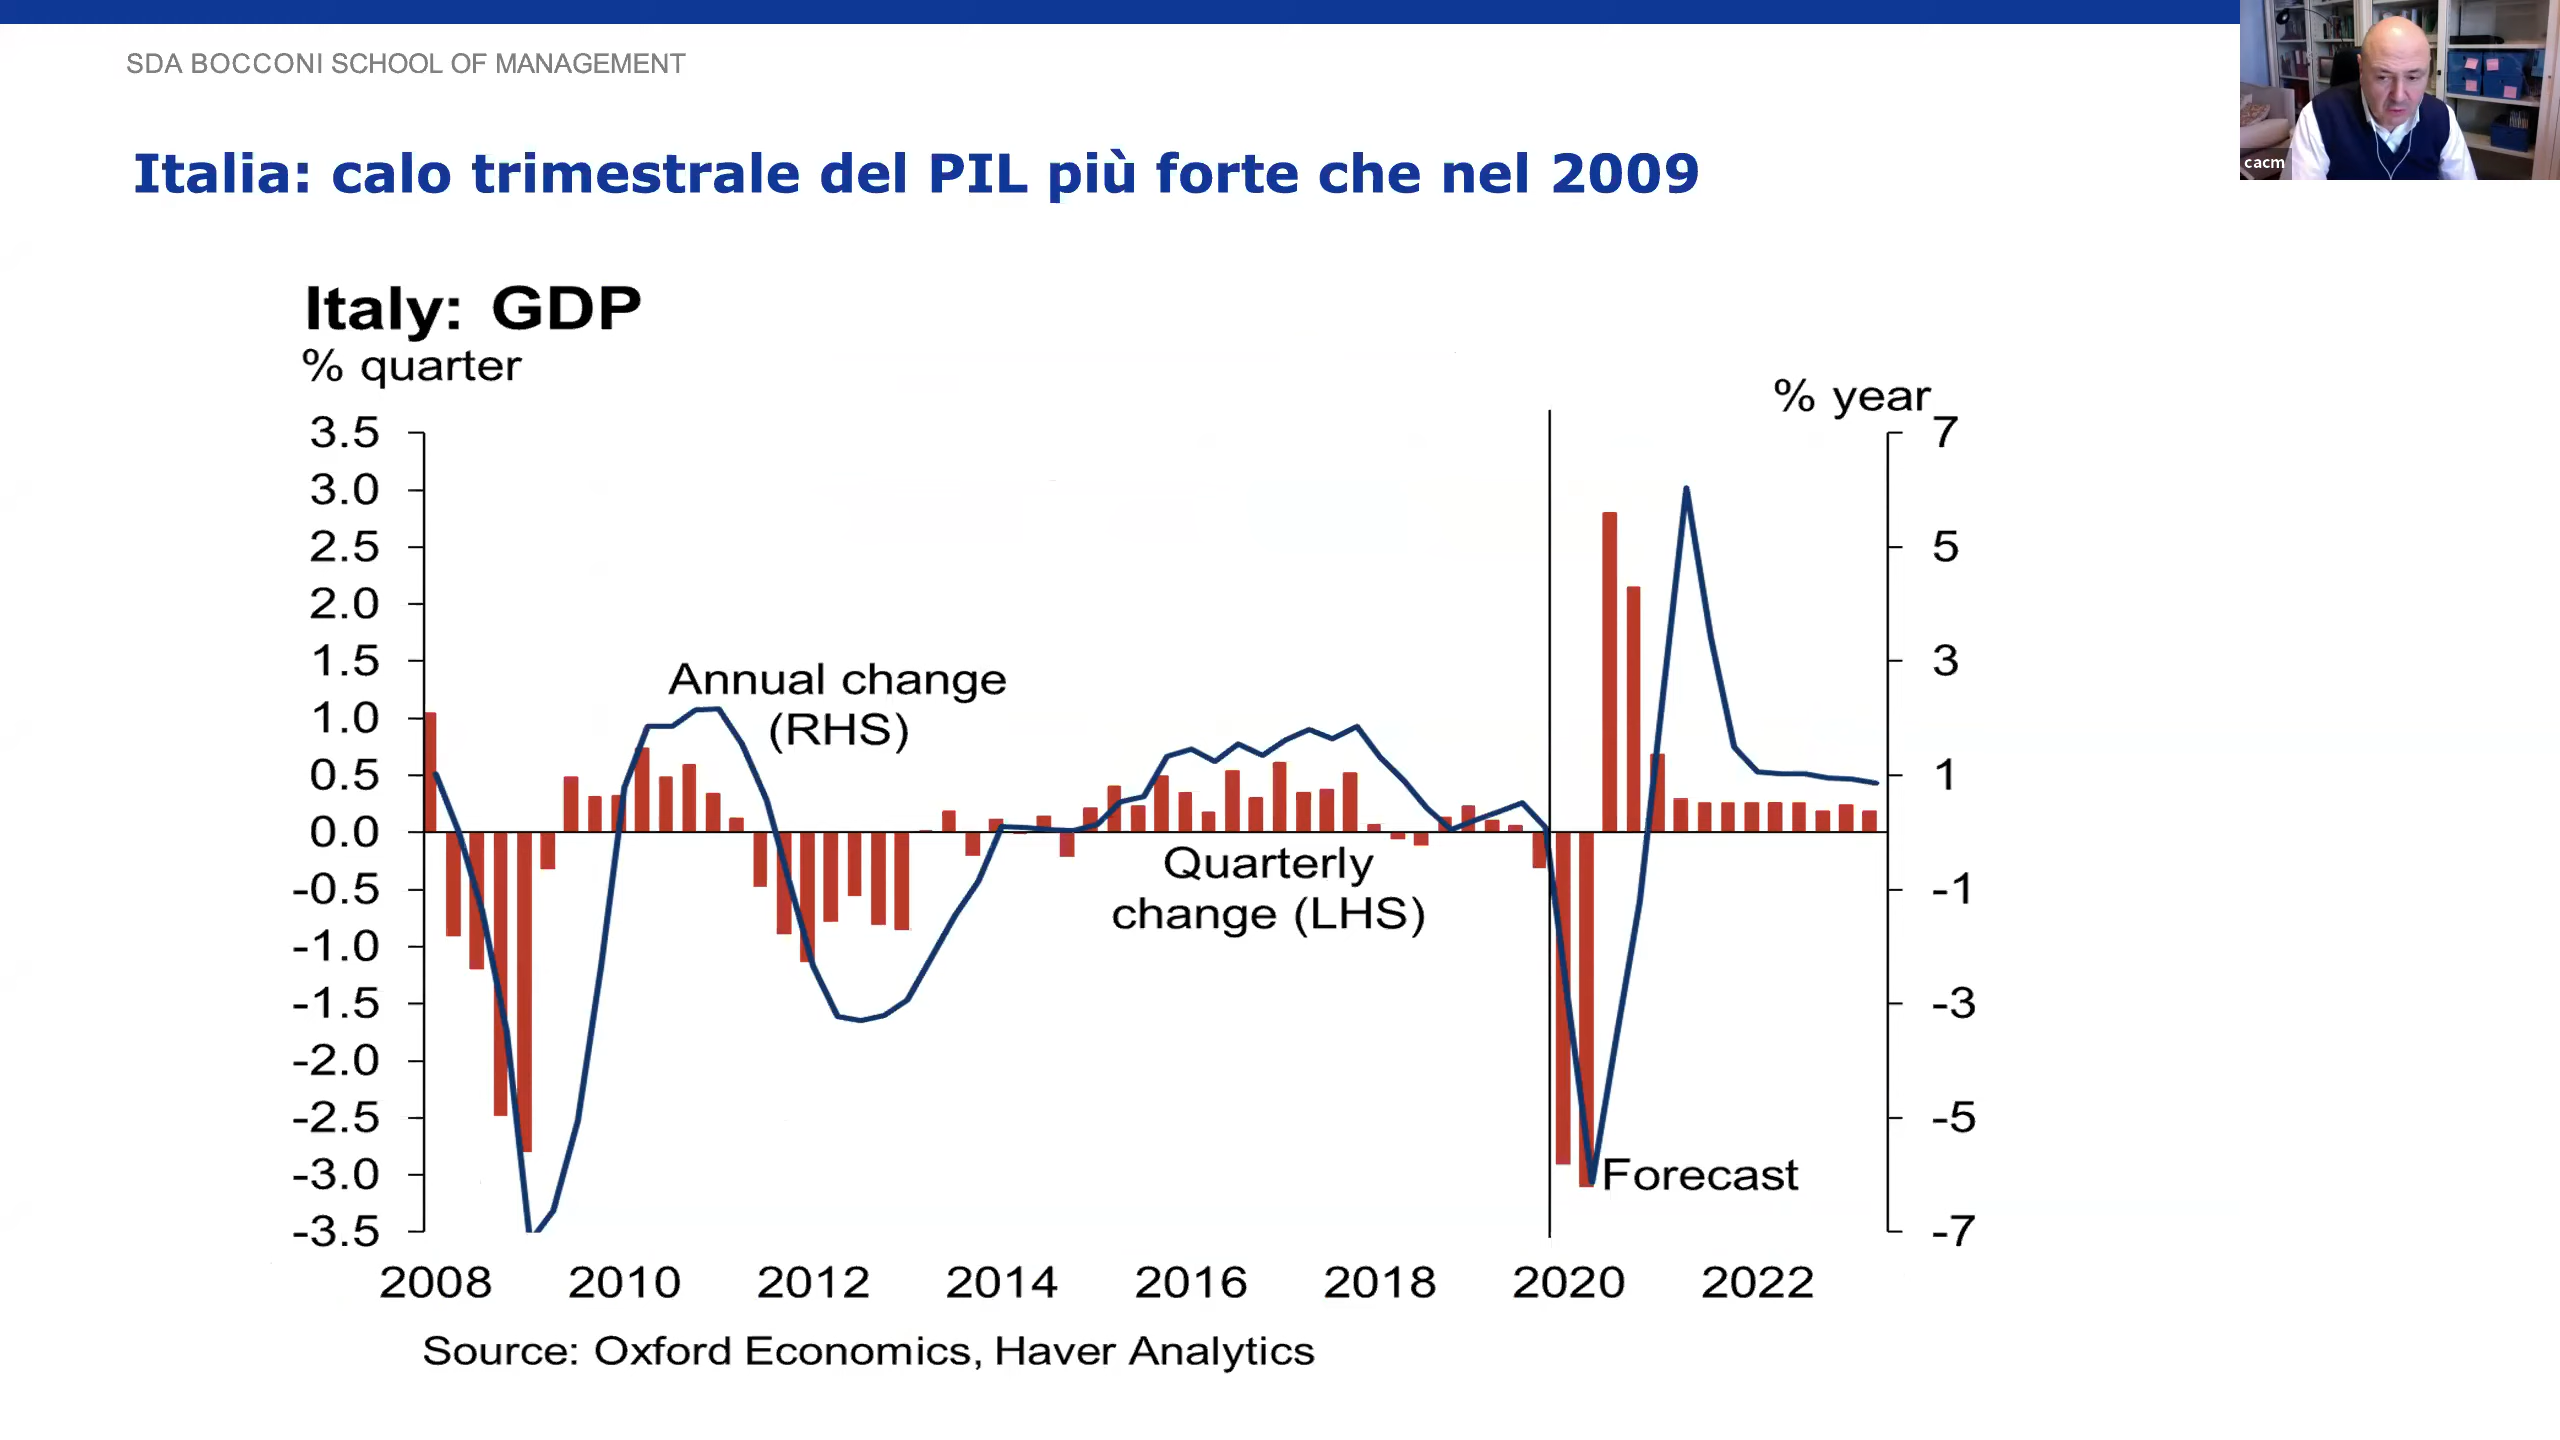 SDA BOCCONI SCHOOL OF MANAGEMENT
cacm
Italia: calo trimestrale del PIL più forte che nel 2009
Italy: GDP
% quarter
% year
3.5
3.0
2.5
2.0
1.5
1.0
0.5
0.0
-0.5
-1.0
-1.5
-2.0
-2.5
-3.0
-3.5
7
5
3
1
-1
-3
-5
-7
Annual change
(RHS)
Quarterly
change (LHS)
Forecast
2008 2010 2012 2014 2016 2018 2020 2022
Source: Oxford Economics, Haver Analytics